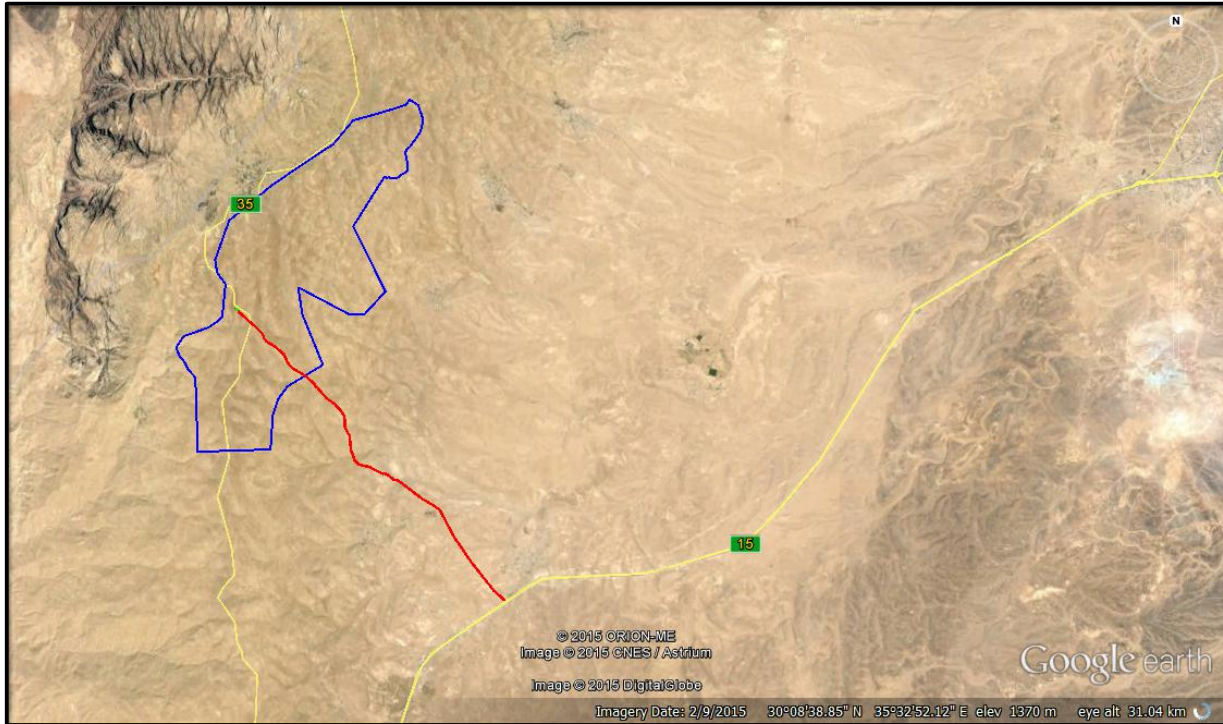 N
35
15
© 2015 ORION-ME
Image © 2015 CNES / Astrium
Image © 2015 DigitalGlobe
Google earth
Imagery Date: 2/9/2015 30°08'38.85" N 35°32'52.12" E elev 1370 m eye alt 31.04 km